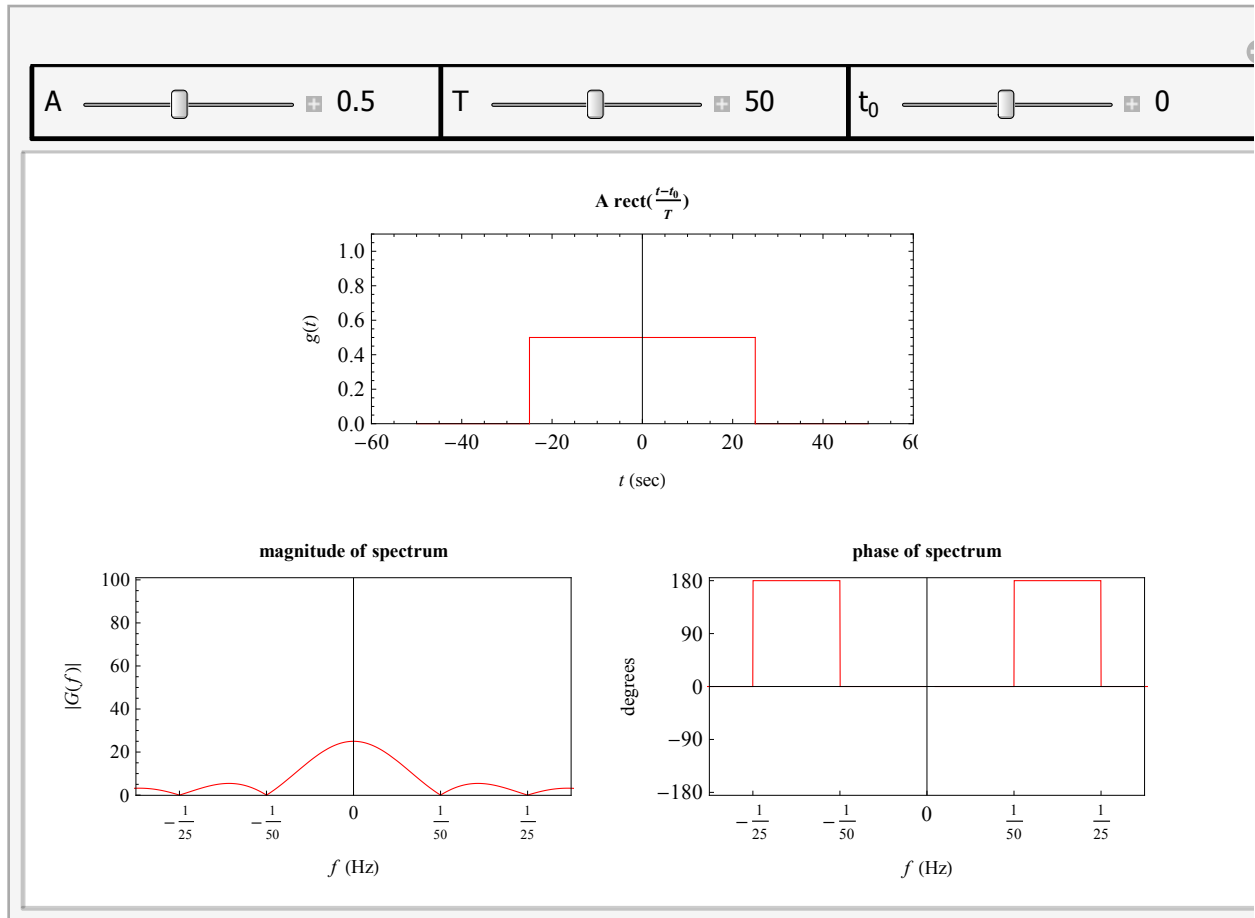 A 0.5 T 50 t₀ 0
A rect(t−t₀/T)
g(t)
1.0
0.8
0.6
0.4
0.2
0.0
−60 −40 −20 0 20 40 60
t (sec)
magnitude of spectrum
|G(f)|
100
80
60
40
20
0
−1/25 −1/50 0 1/50 1/25
f (Hz)
phase of spectrum
degrees
180
90
0
−90
−180
−1/25 −1/50 0 1/50 1/25
f (Hz)